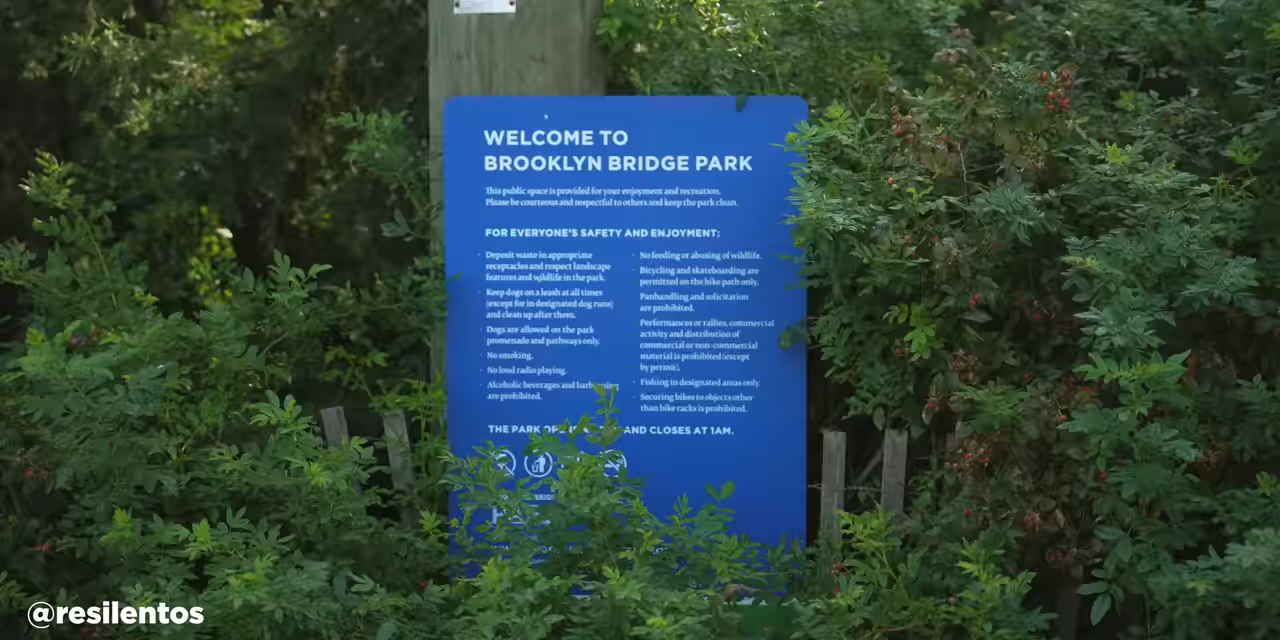 WELCOME TO
BROOKLYN BRIDGE PARK
This public space is provided for your enjoyment and recreation.
Please be courteous and respectful to others and keep the park clean.
FOR EVERYONE'S SAFETY AND ENJOYMENT:
Deposit waste in appropriate
receptacles and respect landscape
features and wildlife in the park.
Keep dogs on a leash at all times
(except for in designated dog runs)
and clean up after them.
Dogs are allowed on the park
promenade and pathways only.
No smoking.
No loud radio playing.
Alcoholic beverages and
are prohibited.
No feeding or abusing of wildlife.
Bicycling and skateboarding are
permitted on the bike path only.
Panhandling and solicitation
are prohibited.
Performances or rallies, commercial
activity and distribution of
commercial or non-commercial
material is prohibited (except
by permit).
Fishing in designated areas only.
Securing bikes to objects other
than bike racks is prohibited.
THE PARK AND CLOSES AT 1AM.
@resilentos